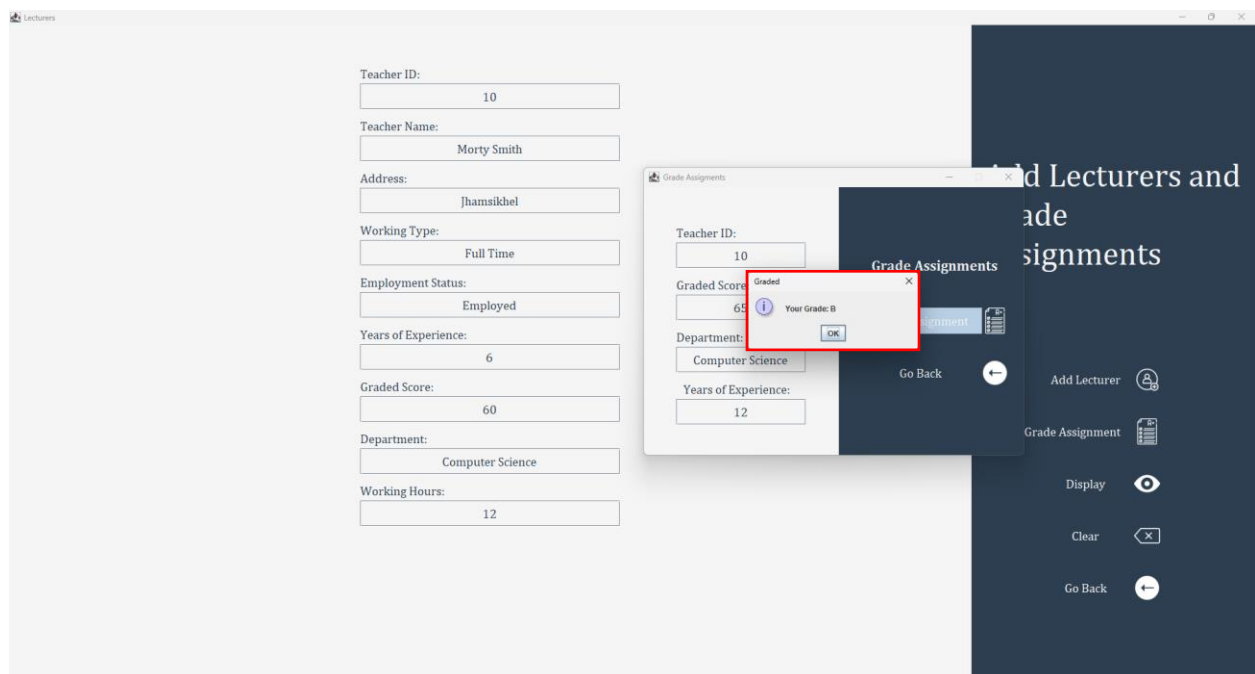 Lecturers
Teacher ID:
10
Teacher Name:
Morty Smith
Address:
Jhamsikhel
Working Type:
Full Time
Employment Status:
Employed
Years of Experience:
6
Graded Score:
60
Department:
Computer Science
Working Hours:
12
Grade Assigments
Teacher ID:
10
Graded Score
65
Department:
Computer Science
Years of Experience:
12
Grade Assignments
Go Back
Graded
Your Grade: B
OK
Lecturers and
Add Lecturer
Grade Assignment
Display
Clear
Go Back